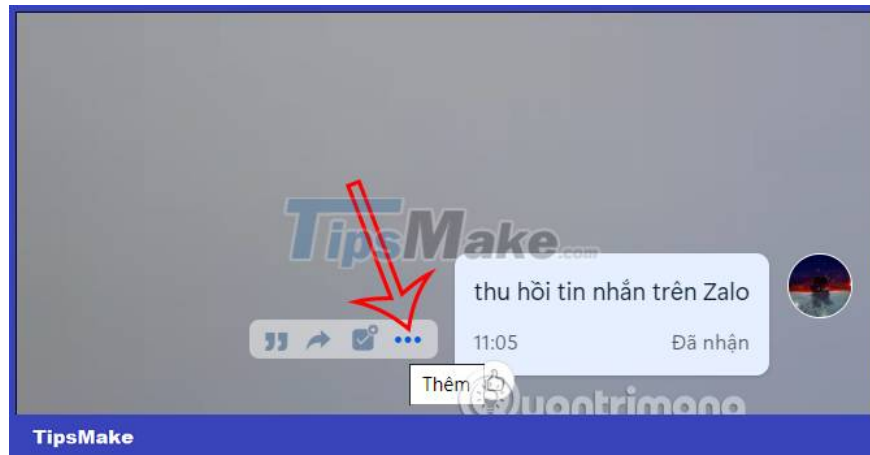 TipsMake.com
thu hồi tin nhắn trên Zalo
11:05 Đã nhận
Thêm
Quantrimang
TipsMake